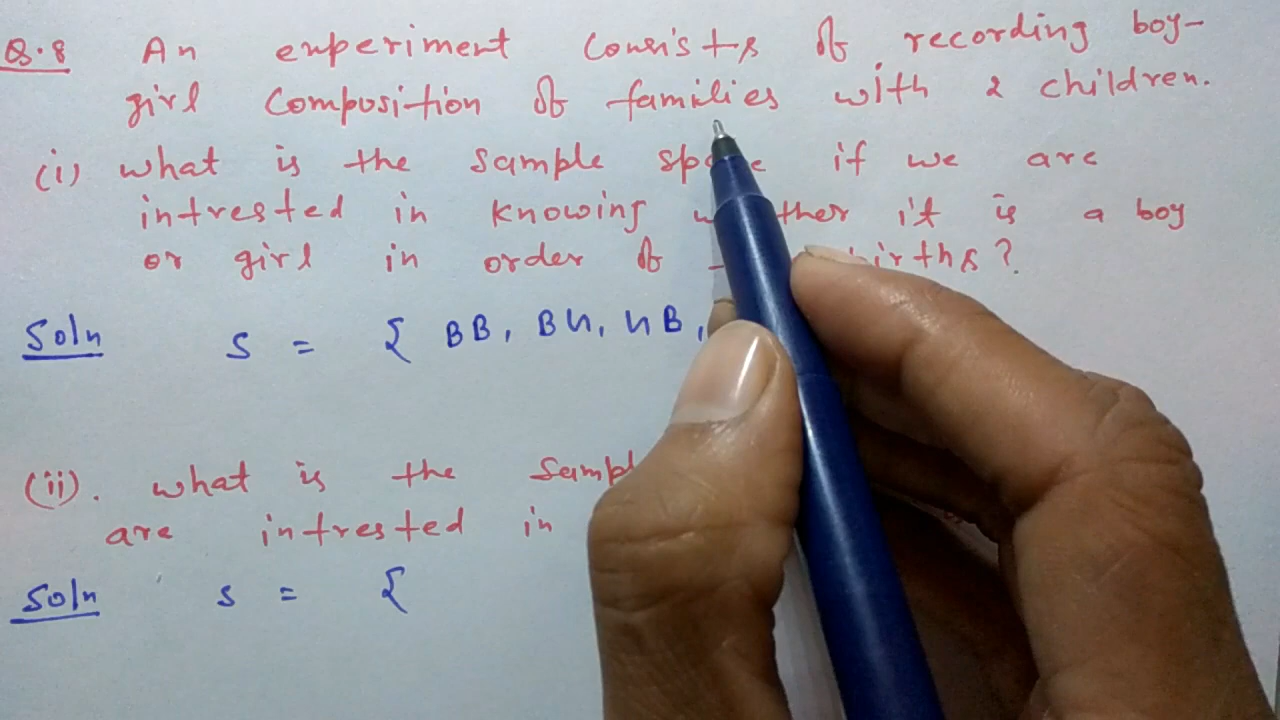 Q.8 An experiment consists of recording boy-
girl composition of families with 2 children.
(i) what is the sample if we are
intrested in knowing it is a boy
or girl in order of
Soln S = { BB, BG, GB,
(ii). what is the
are intrested in
Soln S = {